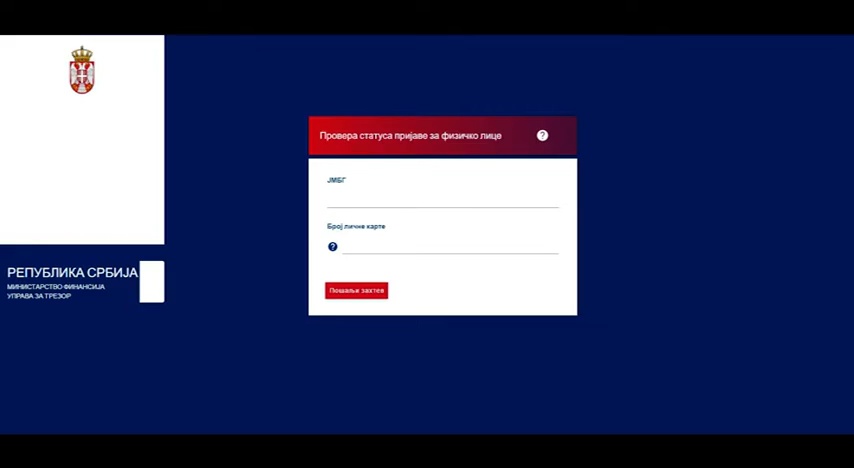 Провера статуса пријаве за физичко лице
?
ЈМБГ
Број личне карте
?
Пошаљи захтев
РЕПУБЛИКА СРБИЈА
МИНИСТАРСТВО ФИНАНСИЈА
УПРАВА ЗА ТРЕЗОР